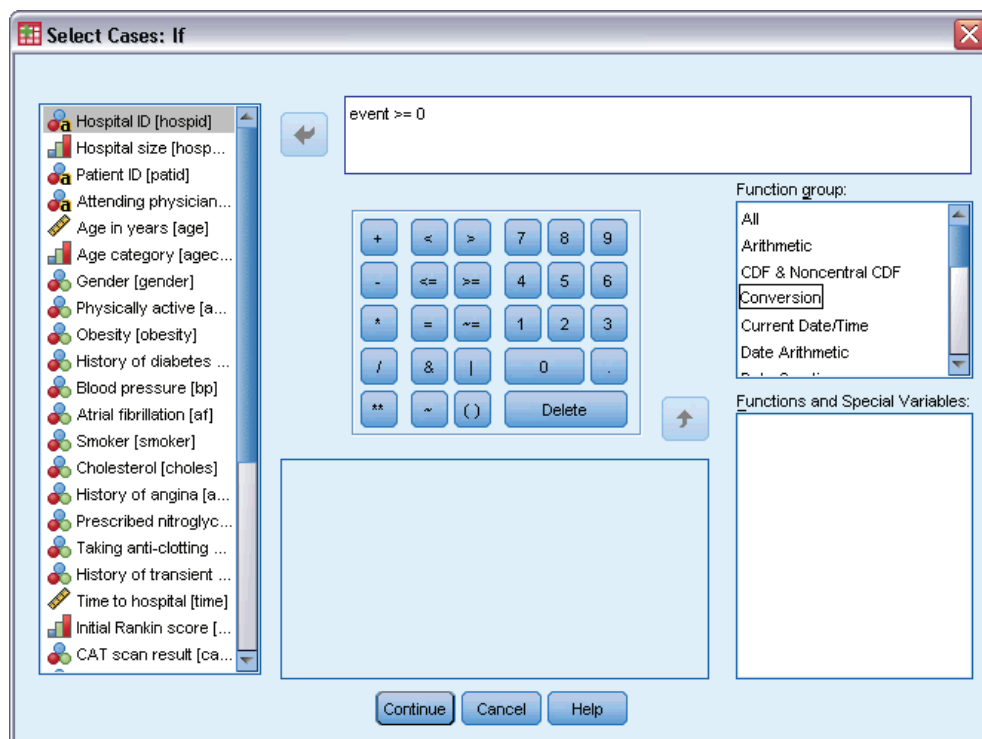 Select Cases: If
Hospital ID [hospid]
Hospital size [hosp...
Patient ID [patid]
Attending physician...
Age in years [age]
Age category [agec...
Gender [gender]
Physically active [a...
Obesity [obesity]
History of diabetes ...
Blood pressure [bp]
Atrial fibrillation [af]
Smoker [smoker]
Cholesterol [choles]
History of angina [a...
Prescribed nitroglyc...
Taking anti-clotting ...
History of transient ...
Time to hospital [time]
Initial Rankin score [...
CAT scan result [ca...
event >= 0
+ < > 7 8 9
- <= >= 4 5 6
* = ~= 1 2 3
/ & | 0 .
** ~ ( ) Delete
Function group:
All
Arithmetic
CDF & Noncentral CDF
Conversion
Current Date/Time
Date Arithmetic
Functions and Special Variables:
Continue Cancel Help